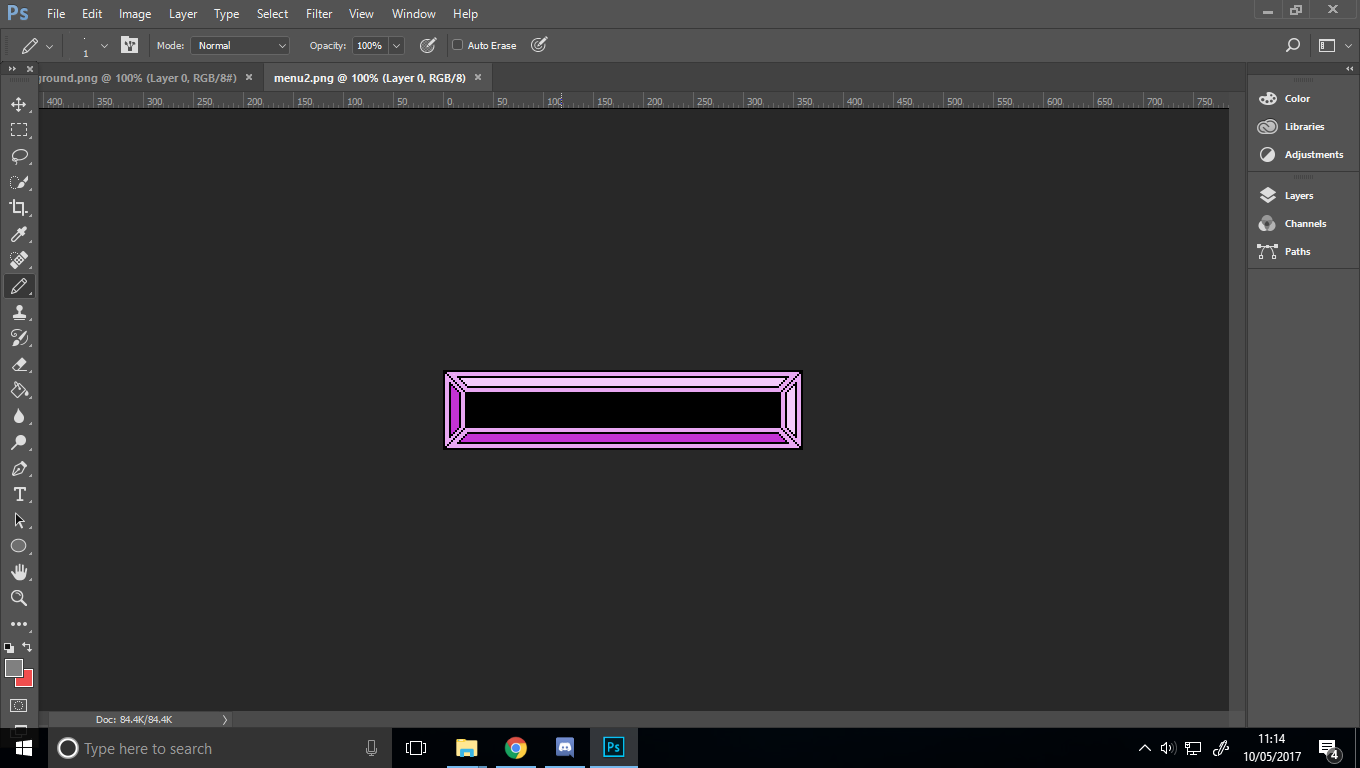 Ps File Edit Image Layer Type Select Filter View Window Help
1 Mode: Normal Opacity: 100% Auto Erase
ground.png @ 100% (Layer 0, RGB/8#) × menu2.png @ 100% (Layer 0, RGB/8) ×
400 350 300 250 200 150 100 50 0 50 100 150 200 250 300 350 400 450 500 550 600 650 700 750
Color
Libraries
Adjustments
Layers
Channels
Paths
T
Doc: 84.4K/84.4K
Type here to search
Ps
11:14
10/05/2017
4